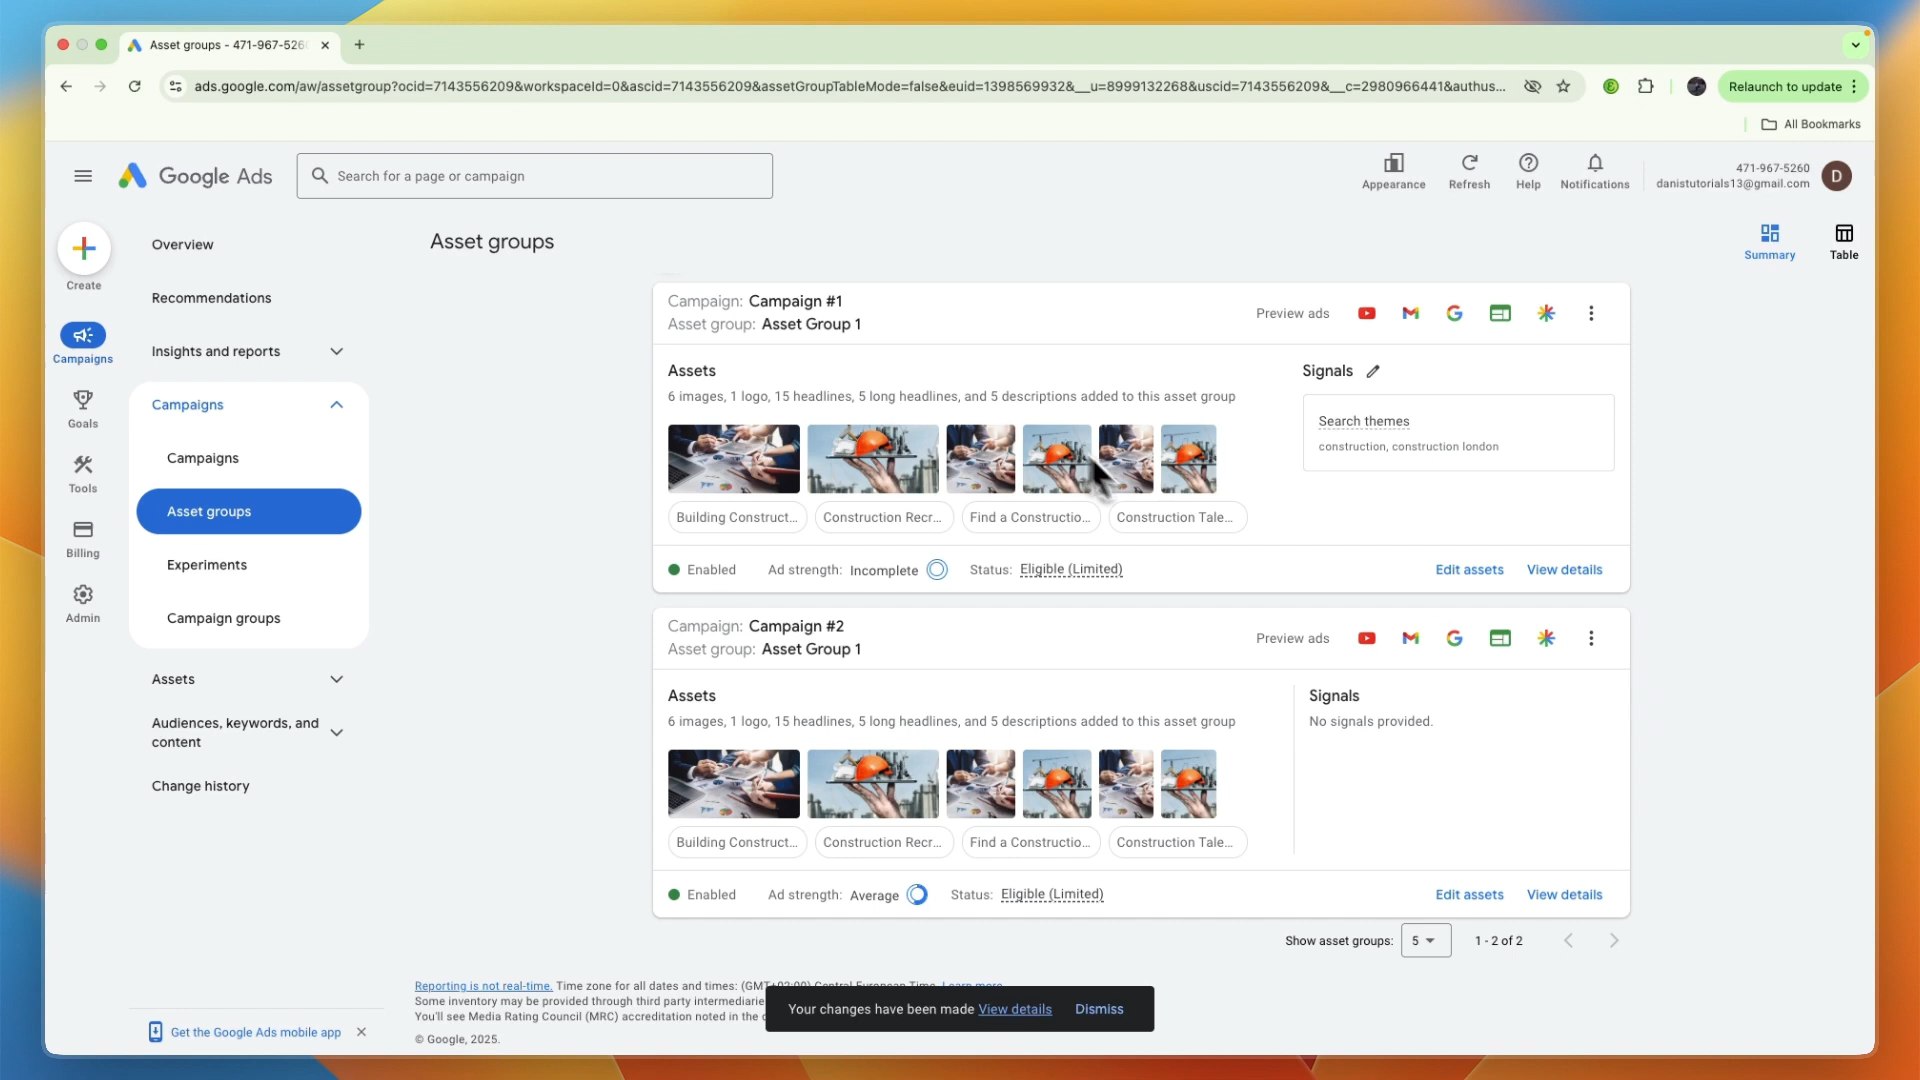 Asset groups - 471-967-526
ads.google.com/aw/assetgroup?ocid=7143556209&workspaceId=0&ascid=7143556209&assetGroupTableMode=false&euid=1398569932&__u=8999132268&uscid=7143556209&__c=2980966441&authus...
Relaunch to update
All Bookmarks
Google Ads
Search for a page or campaign
Appearance
Refresh
Help
Notifications
471-967-5260
danistutorials13@gmail.com
D
Create
Campaigns
Goals
Tools
Billing
Admin
Overview
Recommendations
Insights and reports
Campaigns
Campaigns
Asset groups
Experiments
Campaign groups
Assets
Audiences, keywords, and
content
Change history
Get the Google Ads mobile app
Asset groups
Summary
Table
Campaign: Campaign #1
Asset group: Asset Group 1
Preview ads
Assets
6 images, 1 logo, 15 headlines, 5 long headlines, and 5 descriptions added to this asset group
Building Construct...
Construction Recr...
Find a Constructio...
Construction Tale...
Signals
Search themes
construction, construction london
Enabled
Ad strength: Incomplete
Status: Eligible (Limited)
Edit assets
View details
Campaign: Campaign #2
Asset group: Asset Group 1
Preview ads
Assets
6 images, 1 logo, 15 headlines, 5 long headlines, and 5 descriptions added to this asset group
Building Construct...
Construction Recr...
Find a Constructio...
Construction Tale...
Signals
No signals provided.
Enabled
Ad strength: Average
Status: Eligible (Limited)
Edit assets
View details
Show asset groups: 5 1 - 2 of 2
Reporting is not real-time. Time zone for all dates and times: (GMT+02:00) Central European Time. Learn more
Some inventory may be provided through third party intermediarie
You'll see Media Rating Council (MRC) accreditation noted in the
© Google, 2025.
Your changes have been made View details Dismiss